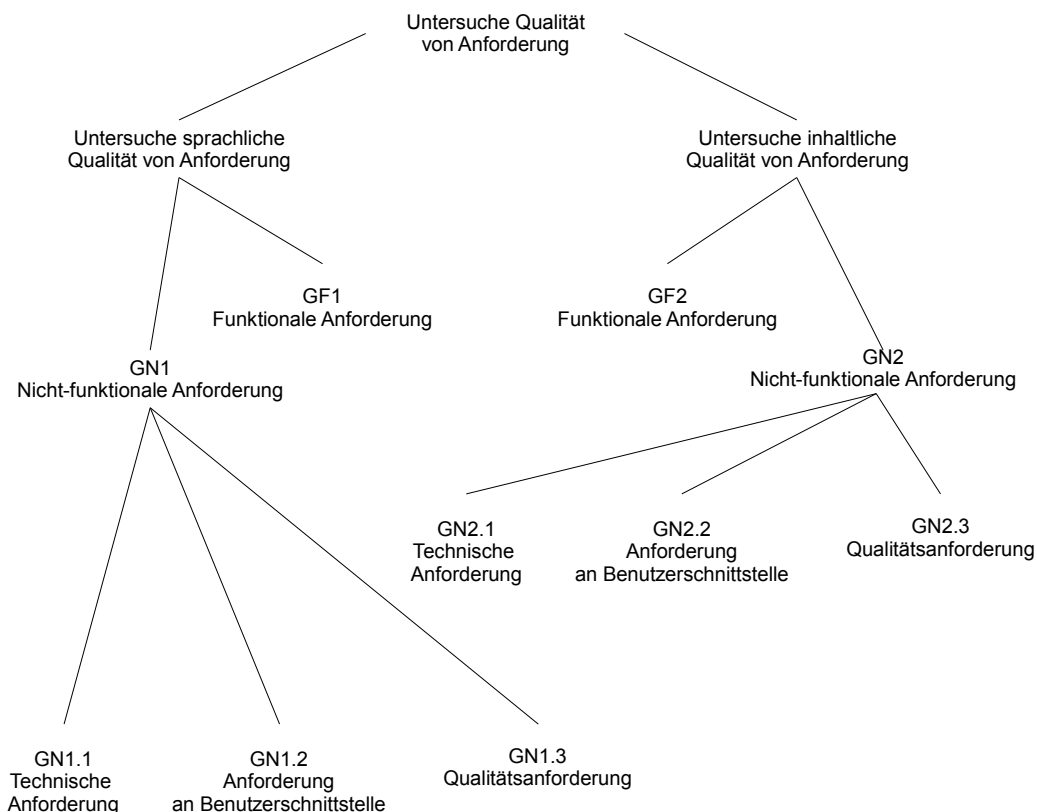 Untersuche Qualität
von Anforderung
Untersuche sprachliche
Qualität von Anforderung
Untersuche inhaltliche
Qualität von Anforderung
GF1
Funktionale Anforderung
GF2
Funktionale Anforderung
GN1
Nicht-funktionale Anforderung
GN2
Nicht-funktionale Anforderung
GN2.1
Technische
Anforderung
GN2.2
Anforderung
an Benutzerschnittstelle
GN2.3
Qualitätsanforderung
GN1.1
Technische
Anforderung
GN1.2
Anforderung
an Benutzerschnittstelle
GN1.3
Qualitätsanforderung